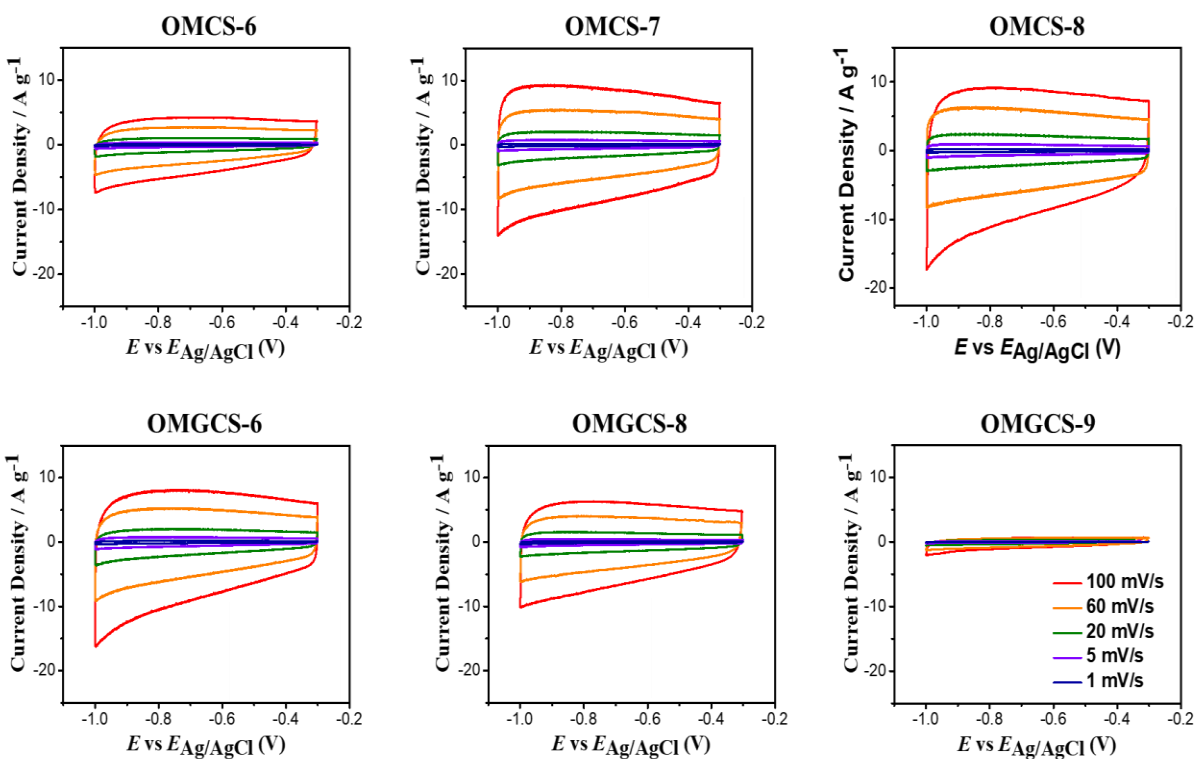 OMCS-6
OMCS-7
OMCS-8
Current Density / A g-1
10
0
-10
-20
-1.0 -0.8 -0.6 -0.4 -0.2
E vs EAg/AgCl (V)
Current Density / A g-1
10
0
-10
-20
-1.0 -0.8 -0.6 -0.4 -0.2
E vs EAg/AgCl (V)
Current Density / A g-1
10
0
-10
-20
-1.0 -0.8 -0.6 -0.4 -0.2
E vs EAg/AgCl (V)
OMGCS-6
OMGCS-8
OMGCS-9
Current Density / A g-1
10
0
-10
-20
-1.0 -0.8 -0.6 -0.4 -0.2
E vs EAg/AgCl (V)
Current Density / A g-1
10
0
-10
-20
-1.0 -0.8 -0.6 -0.4 -0.2
E vs EAg/AgCl (V)
Current Density / A g-1
10
0
-10
-20
100 mV/s
60 mV/s
20 mV/s
5 mV/s
1 mV/s
-1.0 -0.8 -0.6 -0.4 -0.2
E vs EAg/AgCl (V)